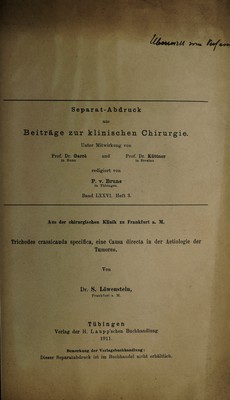 Separat-Abdruck
aus
Beiträge zur klinischen Chirurgie.
Unter Mitwirkung von
Prof. Dr. Garrè und Prof. Dr. Küttner
in Bonn in Breslau
redigiert von
P. v. Bruns
in Tübingen.
Band LXXVI. Heft 3.
Aus der chirurgischen Klinik zu Frankfurt a. M.
Trichodes crassicauda specifica, eine Causa directa in der Aetiologie der
Tumoren.
Von
Dr. S. Löwenstein,
Frankfurt a. M.
Tübingen
Verlag der H. Laupp'schen Buchhandlung
1911.
Bemerkung der Verlagsbuchhandlung:
Dieser Separatabdruck ist im Buchhandel nicht erhältlich.